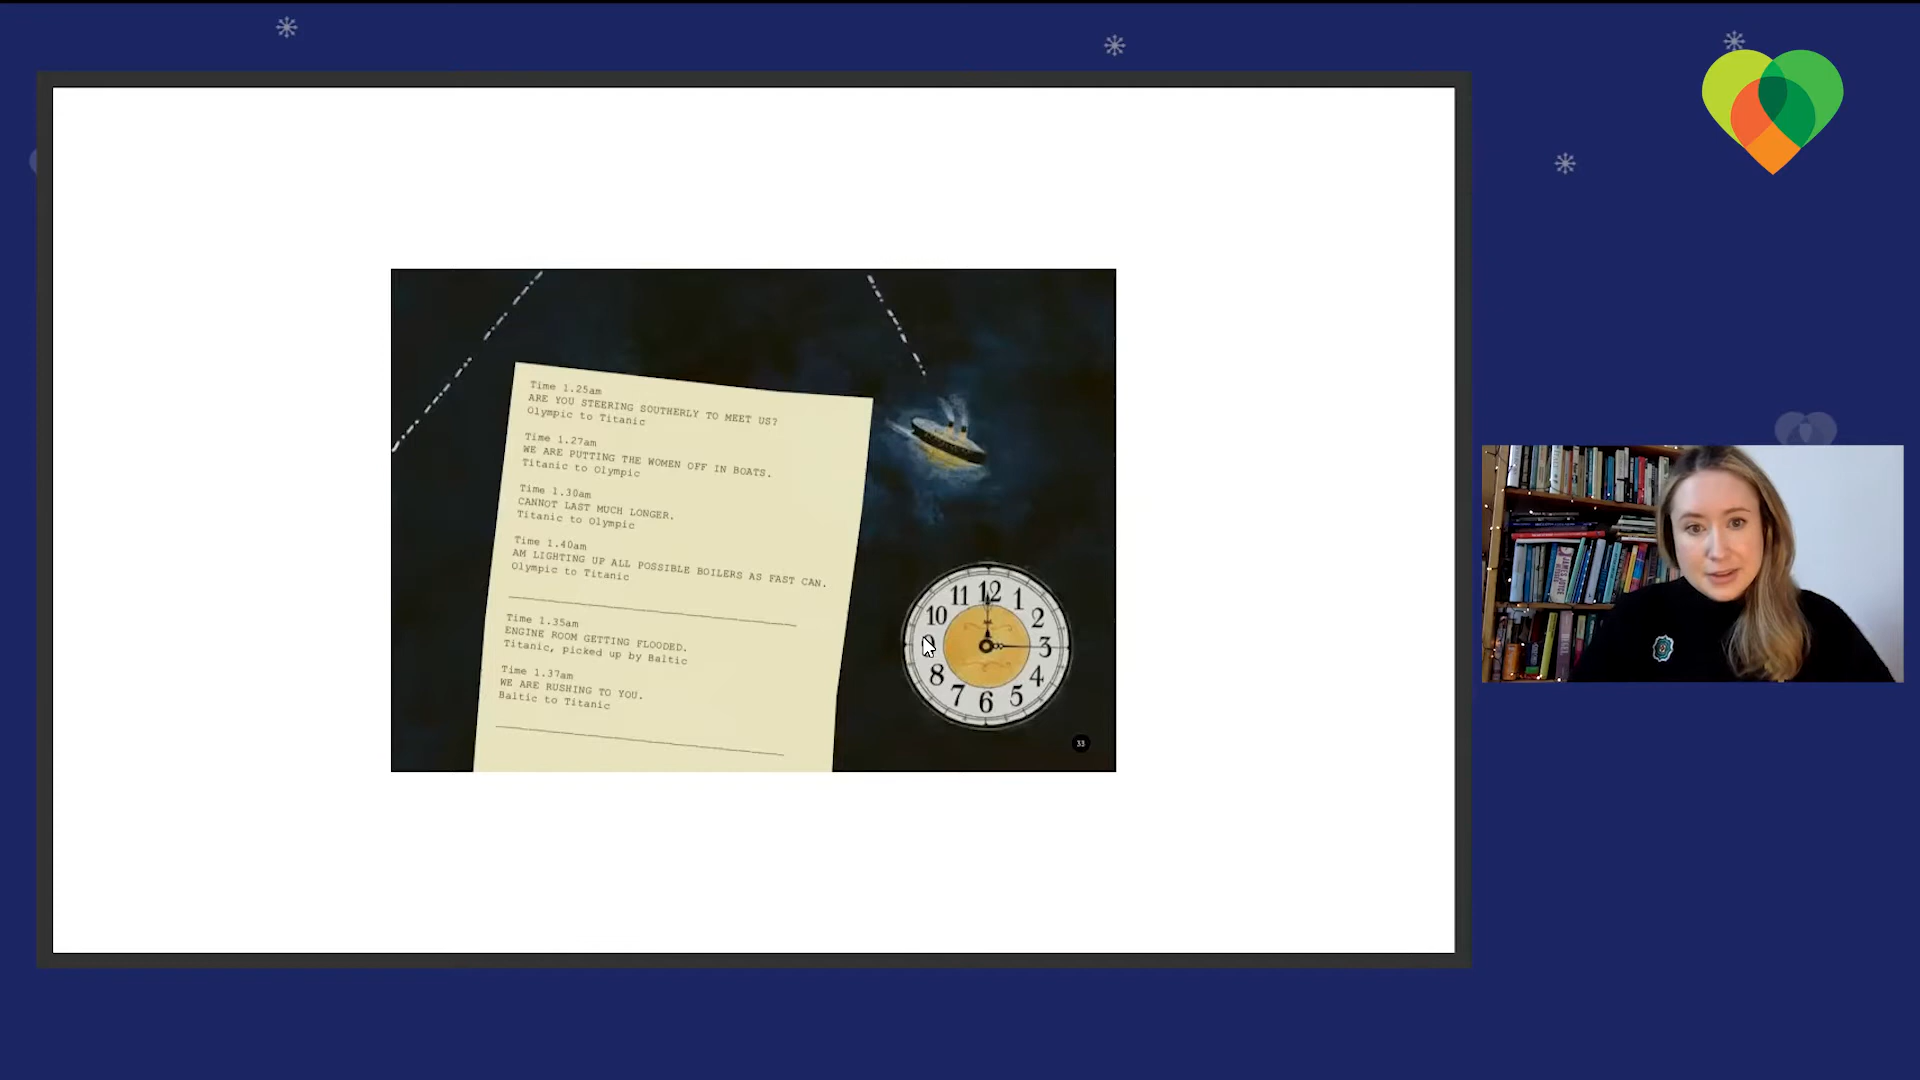 Time 1.25am
ARE YOU STEERING SOUTHERLY TO MEET US?
Olympic to Titanic
Time 1.27am
WE ARE PUTTING THE WOMEN OFF IN BOATS.
Titanic to Olympic
Time 1.30am
CANNOT LAST MUCH LONGER.
Titanic to Olympic
Time 1.40am
AM LIGHTING UP ALL POSSIBLE BOILERS AS FAST CAN.
Olympic to Titanic
Time 1.35am
ENGINE ROOM GETTING FLOODED.
Titanic, picked up by Baltic
Time 1.37am
WE ARE RUSHING TO YOU.
Baltic to Titanic
12
1
2
3
4
5
6
7
8
9
10
11
33